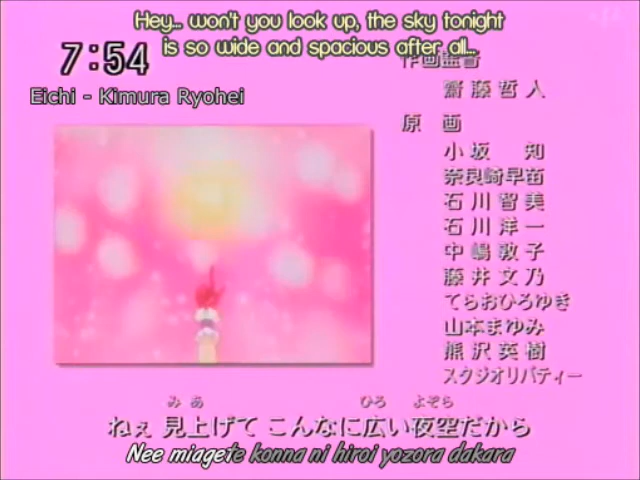 Hey... won't you look up, the sky tonight
is so wide and spacious after all...
7:54
Eichi - Kimura Ryohei
作画監督
齋藤哲人
原 画
小坂 知
奈良崎早苗
石川智美
石川洋一
中嶋敦子
藤井文乃
てらおひろゆき
山本まゆみ
熊沢英樹
スタジオリバティー
み あ ひろ よぞら
ねぇ 見上げて こんなに広い夜空だから
Nee miagete konna ni hiroi yozora dakara